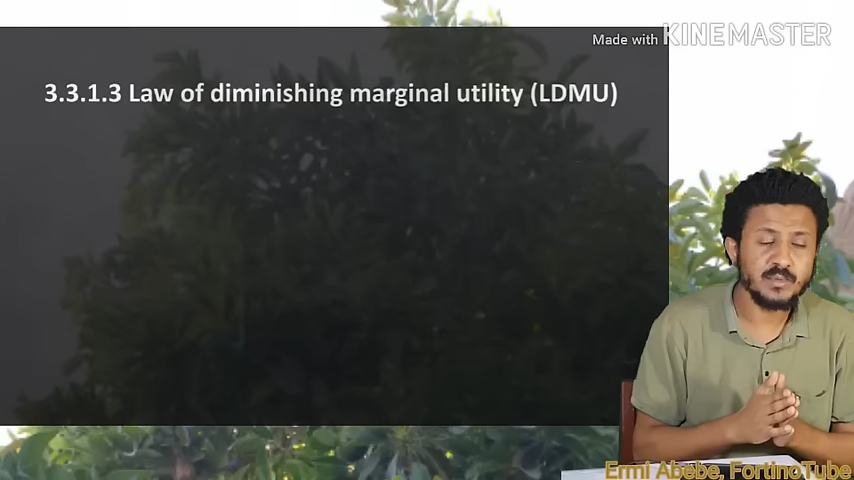 Made with KINEMASTER
3.3.1.3 Law of diminishing marginal utility (LDMU)
Ermi Abebe, FortinoTube